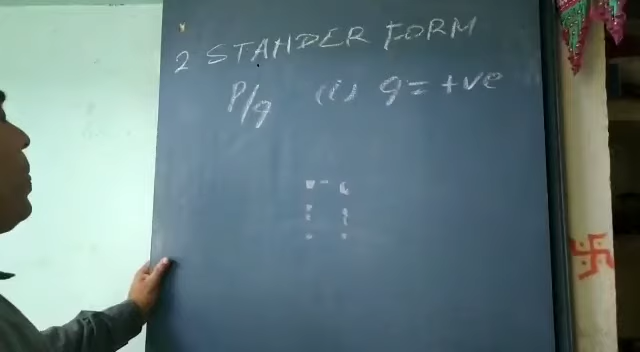 2 STANDER FORM
P/q (i) q = +ve